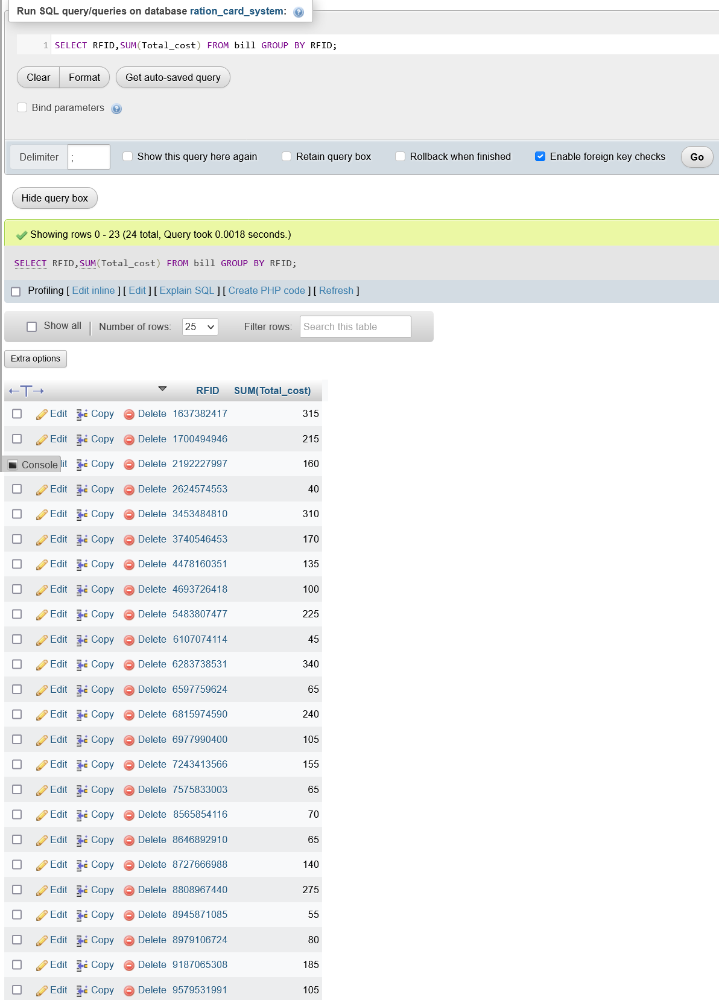 Run SQL query/queries on database ration_card_system:
1 SELECT RFID,SUM(Total_cost) FROM bill GROUP BY RFID;
Clear Format Get auto-saved query
Bind parameters
Delimiter ; Show this query here again Retain query box Rollback when finished Enable foreign key checks Go
Hide query box
Showing rows 0 - 23 (24 total, Query took 0.0018 seconds.)
SELECT RFID,SUM(Total_cost) FROM bill GROUP BY RFID;
Profiling [ Edit inline ] [ Edit ] [ Explain SQL ] [ Create PHP code ] [ Refresh ]
Show all Number of rows: 25 Filter rows: Search this table
Extra options
RFID SUM(Total_cost)
Edit Copy Delete 1637382417 315
Edit Copy Delete 1700494946 215
Console lit Copy Delete 2192227997 160
Edit Copy Delete 2624574553 40
Edit Copy Delete 3453484810 310
Edit Copy Delete 3740546453 170
Edit Copy Delete 4478160351 135
Edit Copy Delete 4693726418 100
Edit Copy Delete 5483807477 225
Edit Copy Delete 6107074114 45
Edit Copy Delete 6283738531 340
Edit Copy Delete 6597759624 65
Edit Copy Delete 6815974590 240
Edit Copy Delete 6977990400 105
Edit Copy Delete 7243413566 155
Edit Copy Delete 7575833003 65
Edit Copy Delete 8565854116 70
Edit Copy Delete 8646892910 65
Edit Copy Delete 8727666988 140
Edit Copy Delete 8808967440 275
Edit Copy Delete 8945871085 55
Edit Copy Delete 8979106724 80
Edit Copy Delete 9187065308 185
Edit Copy Delete 9579531991 105